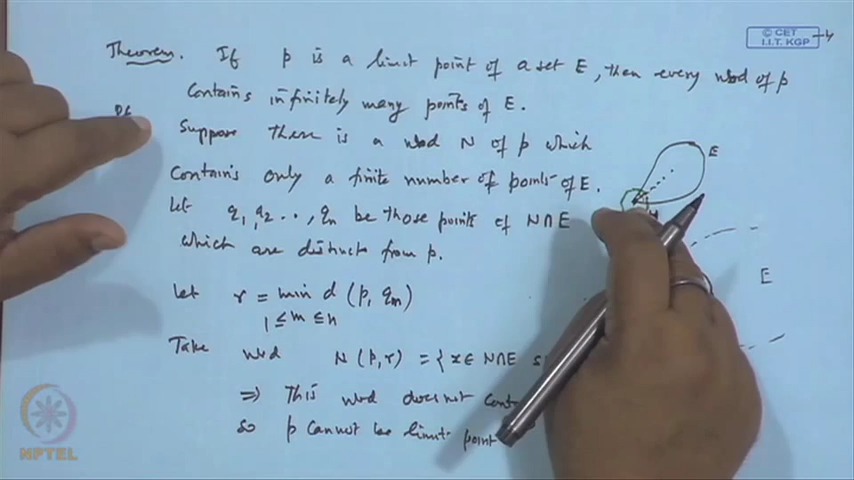 © CET
I.I.T. KGP
Theorem. If p is a limit point of a set E, then every nbd of p
contains infinitely many points of E.
Pf
Suppose there is a nbd N of p which
contains only a finite number of points of E.
E
Let q1, q2 .., qn be those points of N∩E
which are distincts from p.
E
Let r = min d (p, qm)
1≤m≤n
Take nbd N(p,r) = {x∈ N∩E
⇒ This nbd does not
so p cannot be limit point
NPTEL